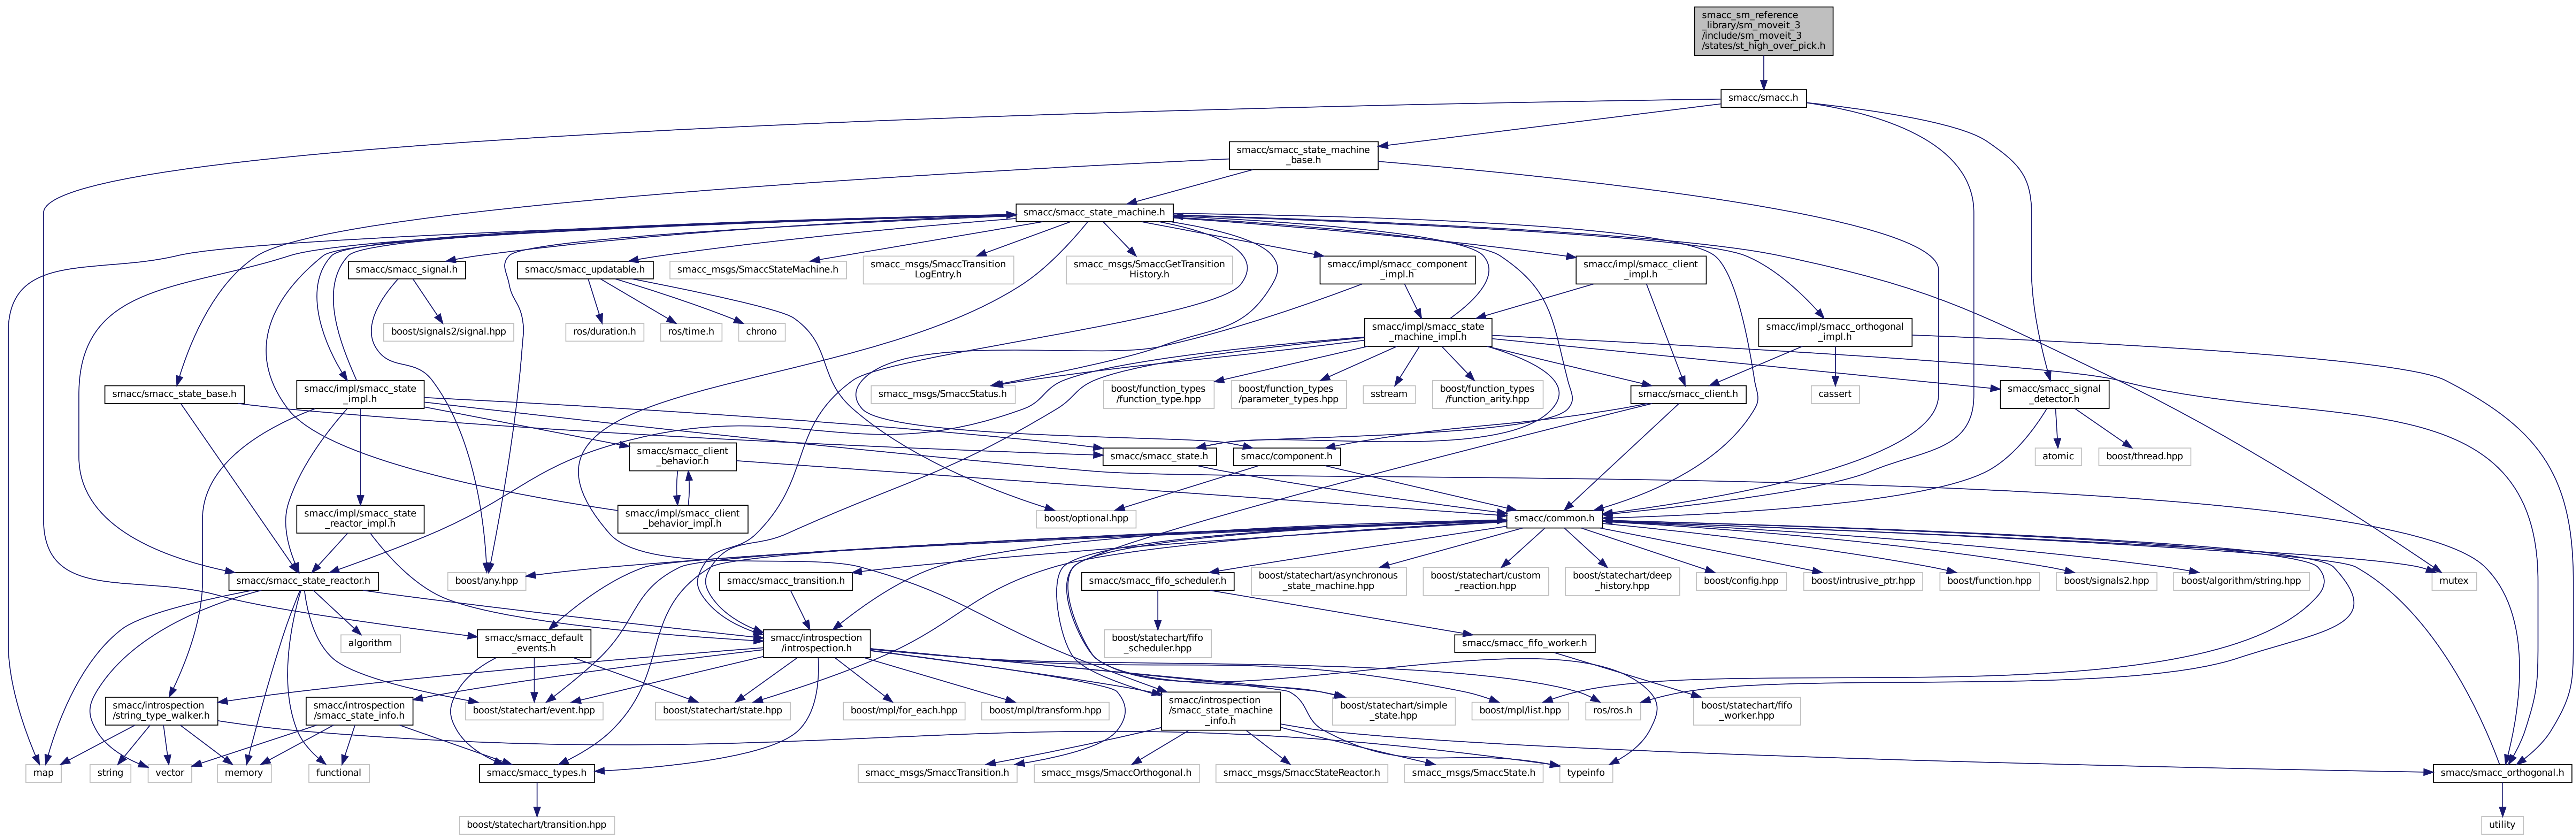 smacc_sm_reference
_library/sm_moveit_3
/include/sm_moveit_3
/states/st_high_over_pick.h
smacc/smacc.h
smacc/smacc_state_machine
_base.h
smacc/smacc_state_machine.h
smacc/smacc_signal.h
smacc/smacc_updatable.h
smacc_msgs/SmaccStateMachine.h
smacc_msgs/SmaccTransition
LogEntry.h
smacc_msgs/SmaccGetTransition
History.h
smacc/impl/smacc_component
_impl.h
smacc/impl/smacc_client
_impl.h
boost/signals2/signal.hpp
ros/duration.h
ros/time.h
chrono
smacc/impl/smacc_state
_machine_impl.h
smacc/impl/smacc_orthogonal
_impl.h
smacc/smacc_state_base.h
smacc/impl/smacc_state
_impl.h
smacc_msgs/SmaccStatus.h
boost/function_types
/function_type.hpp
boost/function_types
/parameter_types.hpp
sstream
boost/function_types
/function_arity.hpp
smacc/smacc_client.h
cassert
smacc/smacc_signal
_detector.h
smacc/smacc_client
_behavior.h
smacc/smacc_state.h
smacc/component.h
atomic
boost/thread.hpp
smacc/impl/smacc_state
_reactor_impl.h
smacc/impl/smacc_client
_behavior_impl.h
boost/optional.hpp
smacc/common.h
smacc/smacc_state_reactor.h
boost/any.hpp
smacc/smacc_transition.h
smacc/smacc_fifo_scheduler.h
boost/statechart/asynchronous
_state_machine.hpp
boost/statechart/custom
_reaction.hpp
boost/statechart/deep
_history.hpp
boost/config.hpp
boost/intrusive_ptr.hpp
boost/function.hpp
boost/signals2.hpp
boost/algorithm/string.hpp
mutex
algorithm
smacc/smacc_default
_events.h
smacc/introspection
/introspection.h
boost/statechart/fifo
_scheduler.hpp
smacc/smacc_fifo_worker.h
smacc/introspection
/string_type_walker.h
smacc/introspection
/smacc_state_info.h
boost/statechart/event.hpp
boost/statechart/state.hpp
boost/mpl/for_each.hpp
boost/mpl/transform.hpp
smacc/introspection
/smacc_state_machine
_info.h
boost/statechart/simple
_state.hpp
boost/mpl/list.hpp
ros/ros.h
boost/statechart/fifo
_worker.hpp
map
string
vector
memory
functional
smacc/smacc_types.h
smacc_msgs/SmaccTransition.h
smacc_msgs/SmaccOrthogonal.h
smacc_msgs/SmaccStateReactor.h
smacc_msgs/SmaccState.h
typeinfo
smacc/smacc_orthogonal.h
boost/statechart/transition.hpp
utility